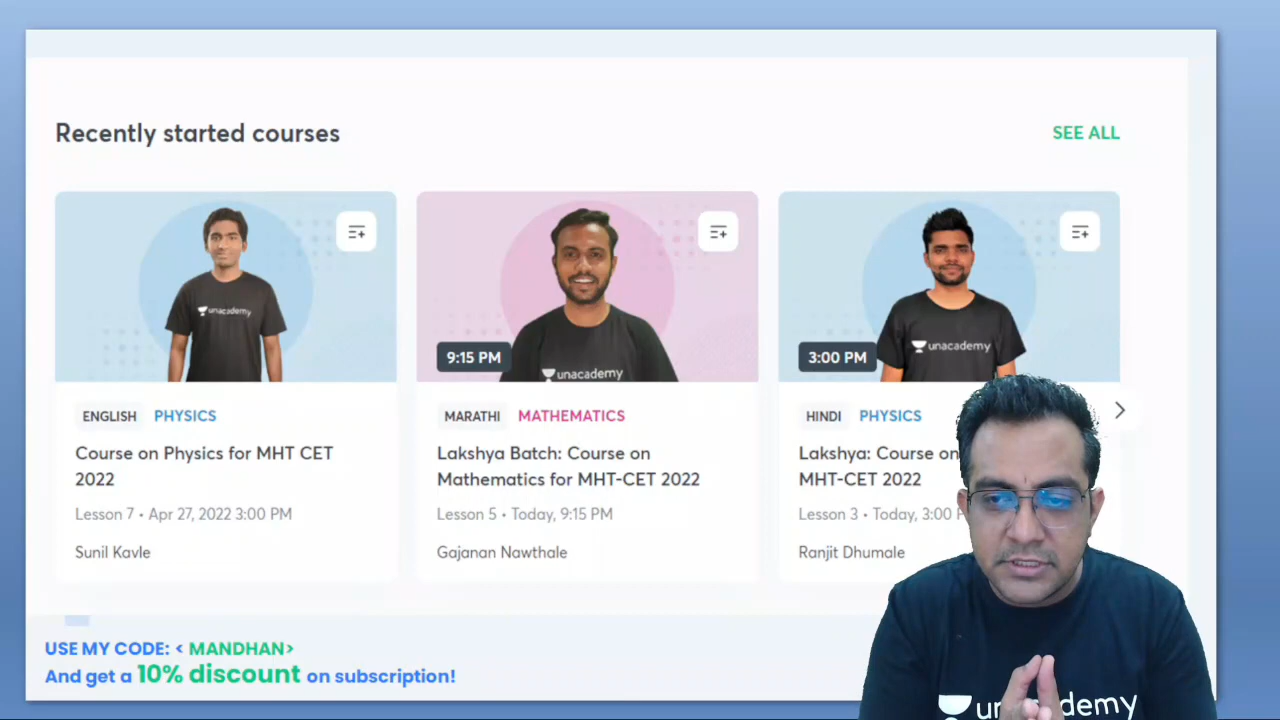 Recently started courses
SEE ALL
unacademy
9:15 PM
unacademy
3:00 PM
unacademy
ENGLISH PHYSICS
Course on Physics for MHT CET
2022
Lesson 7 • Apr 27, 2022 3:00 PM
Sunil Kavle
MARATHI MATHEMATICS
Lakshya Batch: Course on
Mathematics for MHT-CET 2022
Lesson 5 • Today, 9:15 PM
Gajanan Nawthale
HINDI PHYSICS
Lakshya: Course on
MHT-CET 2022
Lesson 3 • Today, 3:00
Ranjit Dhumale
USE MY CODE: < MANDHAN>
And get a 10% discount on subscription!